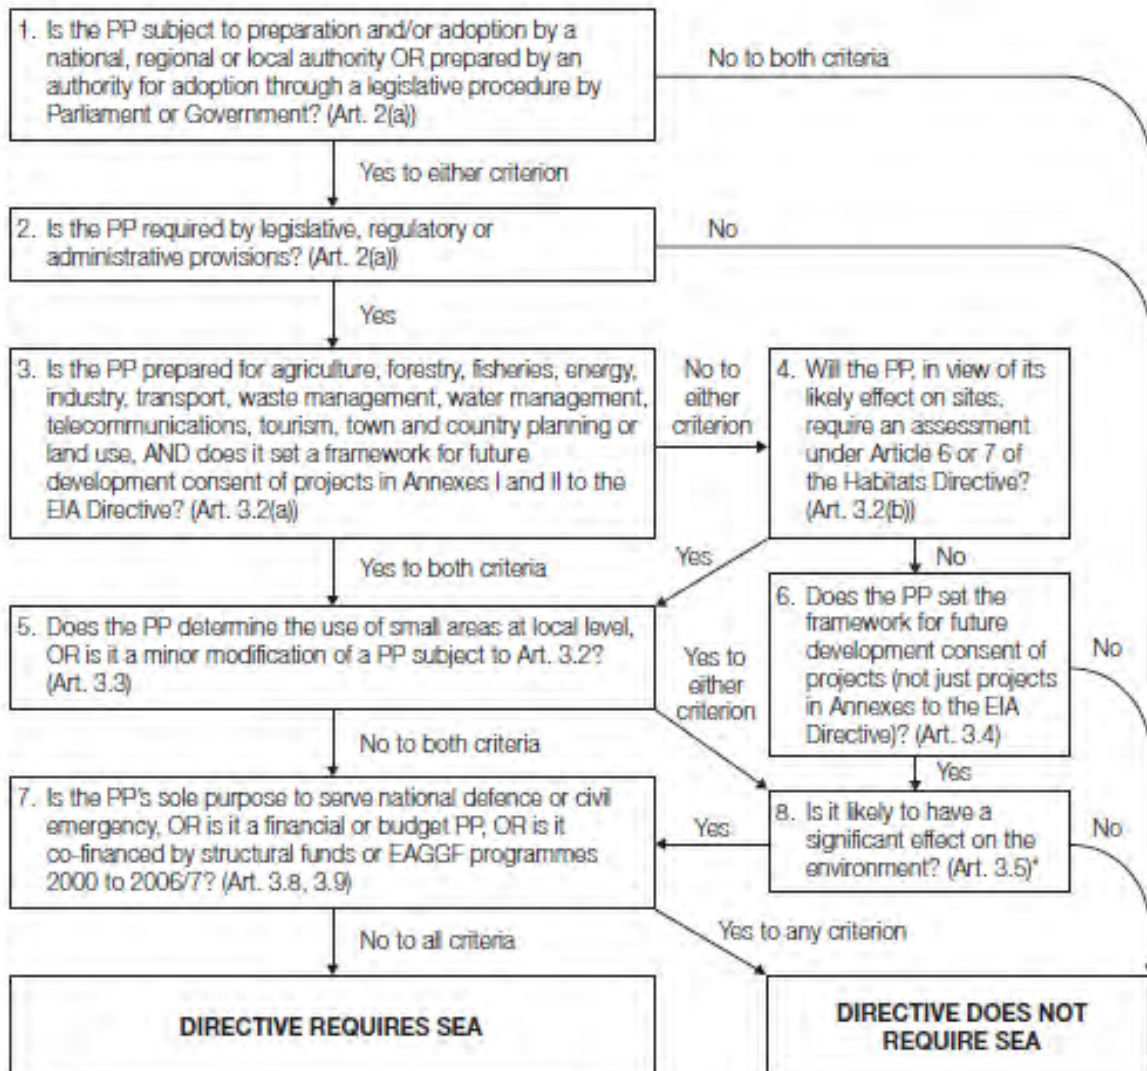 1. Is the PP subject to preparation and/or adoption by a
national, regional or local authority OR prepared by an
authority for adoption through a legislative procedure by
Parliament or Government? (Art. 2(a))
No to both criteria
Yes to either criterion
2. Is the PP required by legislative, regulatory or
administrative provisions? (Art. 2(a))
No
Yes
3. Is the PP prepared for agriculture, forestry, fisheries, energy,
industry, transport, waste management, water management,
telecommunications, tourism, town and country planning or
land use, AND does it set a framework for future
development consent of projects in Annexes I and II to the
EIA Directive? (Art. 3.2(a))
No to
either
criterion
4. Will the PP, in view of its
likely effect on sites,
require an assessment
under Article 6 or 7 of
the Habitats Directive?
(Art. 3.2(b))
Yes to both criteria
Yes
No
5. Does the PP determine the use of small areas at local level,
OR is it a minor modification of a PP subject to Art. 3.2?
(Art. 3.3)
Yes to
either
criterion
6. Does the PP set the
framework for future
development consent of
projects (not just projects
in Annexes to the EIA
Directive)? (Art. 3.4)
No
No to both criteria
Yes
7. Is the PP's sole purpose to serve national defence or civil
emergency, OR is it a financial or budget PP, OR is it
co-financed by structural funds or EAGGF programmes
2000 to 2006/7? (Art. 3.8, 3.9)
Yes
8. Is it likely to have a
significant effect on the
environment? (Art. 3.5)*
No
No to all criteria
Yes to any criterion
DIRECTIVE REQUIRES SEA
DIRECTIVE DOES NOT
REQUIRE SEA